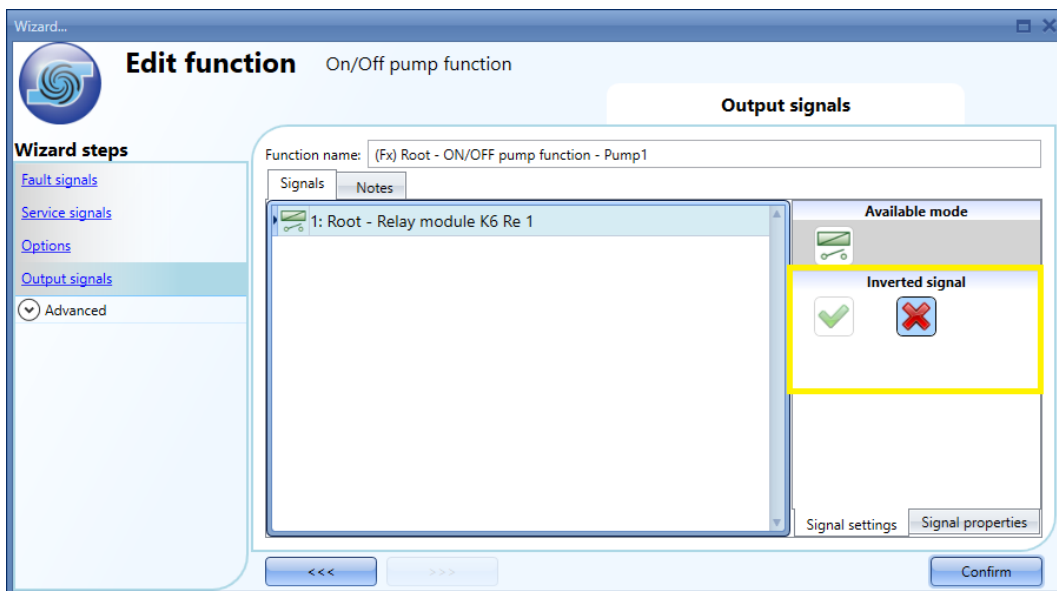 Wizard...
Edit function On/Off pump function
Output signals
Wizard steps
Fault signals
Service signals
Options
Output signals
Advanced
Function name: (Fx) Root - ON/OFF pump function - Pump1
Signals Notes
1: Root - Relay module K6 Re 1
Available mode
Inverted signal
Signal settings Signal properties
<<< >>> Confirm